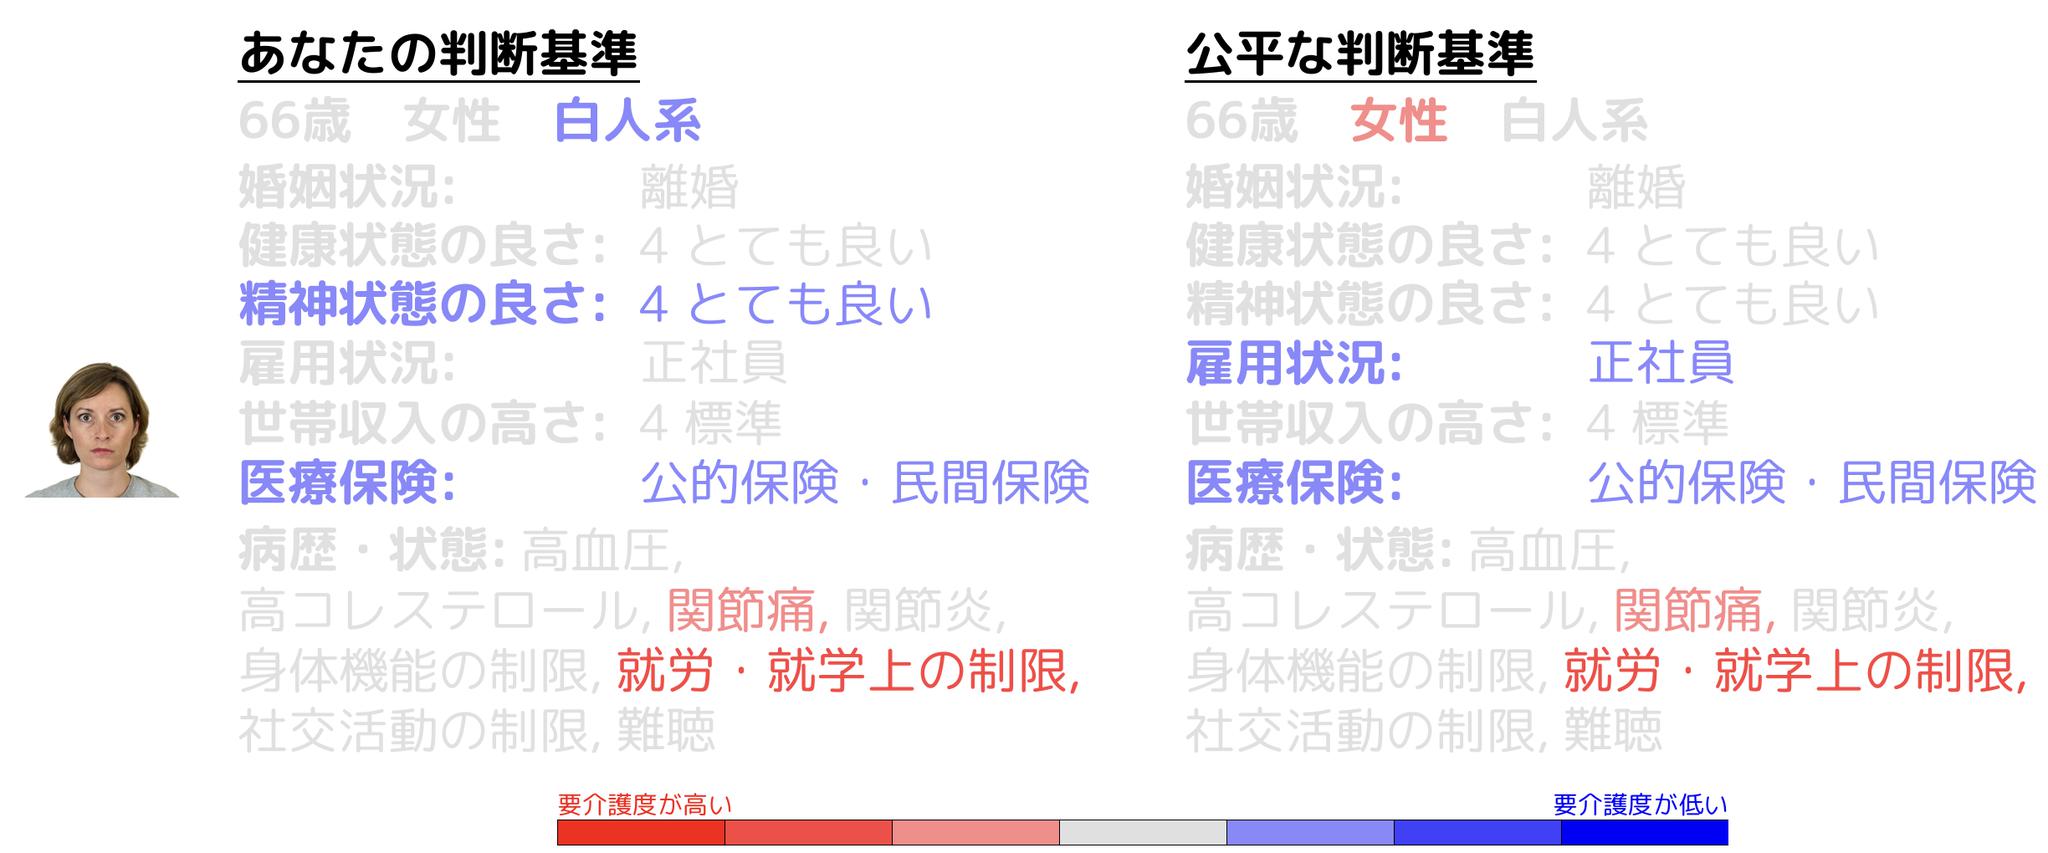 あなたの判断基準
66歳 女性 白人系
婚姻状況: 離婚
健康状態の良さ: 4 とても良い
精神状態の良さ: 4 とても良い
雇用状況: 正社員
世帯収入の高さ: 4 標準
医療保険: 公的保険・民間保険
病歴・状態: 高血圧,
高コレステロール, 関節痛, 関節炎,
身体機能の制限, 就労・就学上の制限,
社交活動の制限, 難聴
公平な判断基準
66歳 女性 白人系
婚姻状況: 離婚
健康状態の良さ: 4 とても良い
精神状態の良さ: 4 とても良い
雇用状況: 正社員
世帯収入の高さ: 4 標準
医療保険: 公的保険・民間保険
病歴・状態: 高血圧,
高コレステロール, 関節痛, 関節炎,
身体機能の制限, 就労・就学上の制限,
社交活動の制限, 難聴
要介護度が高い
要介護度が低い